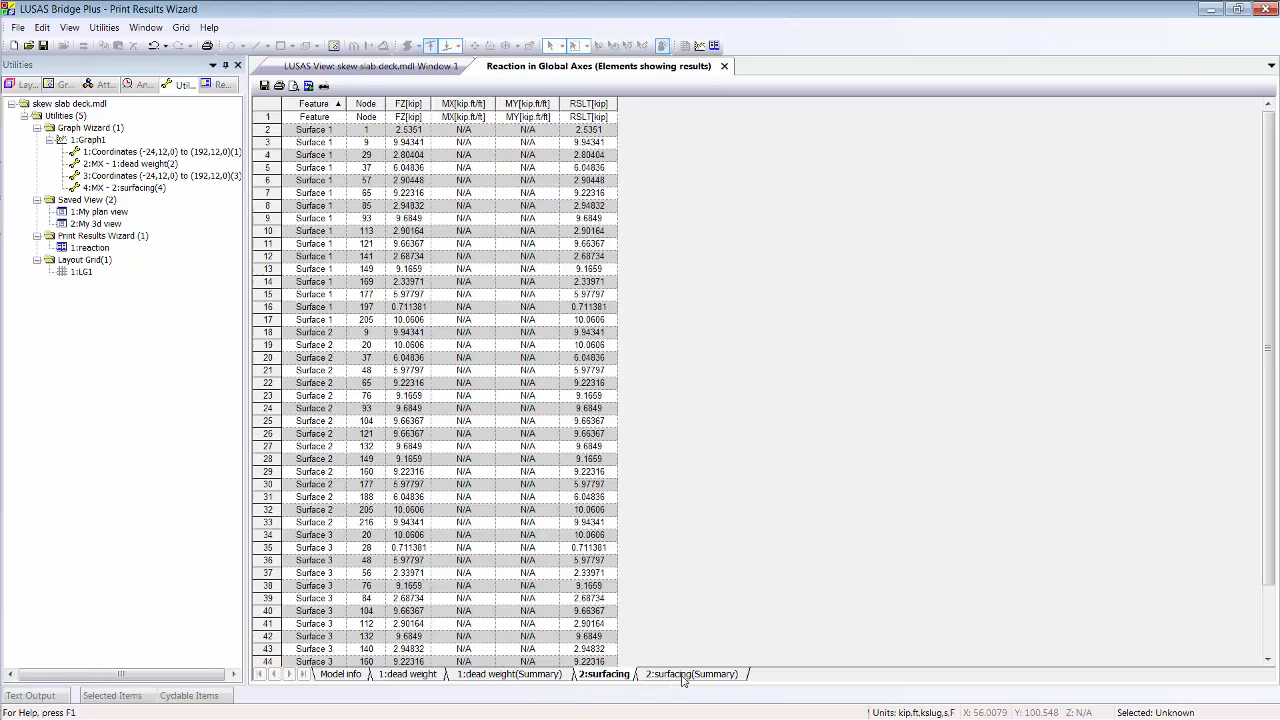 LUSAS Bridge Plus - Print Results Wizard
File Edit View Utilities Window Grid Help
Utilities
LUSAS View: skew slab deck.mdl Window 1
Reaction in Global Axes (Elements showing results)
Lay... Gr... Att... An... Util... Re...
skew slab deck.mdl
Utilities (5)
Graph Wizard (1)
1:Graph1
1:Coordinates (-24,12,0) to (192,12,0)(1)
2:MX - 1:dead weight(2)
3:Coordinates (-24,12,0) to (192,12,0)(3)
4:MX - 2:surfacing(4)
Saved View (2)
1:My plan view
2:My 3d view
Print Results Wizard (1)
1:reaction
Layout Grid(1)
1:LG1
Feature Node FZ[kip] MX[kip.ft/ft] MY[kip.ft/ft] RSLT[kip]
1 Feature Node FZ[kip] MX[kip.ft/ft] MY[kip.ft/ft] RSLT[kip]
2 Surface 1 1 2.5351 N/A N/A 2.5351
3 Surface 1 9 9.94341 N/A N/A 9.94341
4 Surface 1 29 2.80404 N/A N/A 2.80404
5 Surface 1 37 6.04836 N/A N/A 6.04836
6 Surface 1 57 2.90448 N/A N/A 2.90448
7 Surface 1 65 9.22316 N/A N/A 9.22316
8 Surface 1 85 2.94832 N/A N/A 2.94832
9 Surface 1 93 9.6849 N/A N/A 9.6849
10 Surface 1 113 2.90164 N/A N/A 2.90164
11 Surface 1 121 9.66367 N/A N/A 9.66367
12 Surface 1 141 2.68734 N/A N/A 2.68734
13 Surface 1 149 9.1659 N/A N/A 9.1659
14 Surface 1 169 2.33971 N/A N/A 2.33971
15 Surface 1 177 5.97797 N/A N/A 5.97797
16 Surface 1 197 0.711381 N/A N/A 0.711381
17 Surface 1 205 10.0606 N/A N/A 10.0606
18 Surface 2 9 9.94341 N/A N/A 9.94341
19 Surface 2 20 10.0606 N/A N/A 10.0606
20 Surface 2 37 6.04836 N/A N/A 6.04836
21 Surface 2 48 5.97797 N/A N/A 5.97797
22 Surface 2 65 9.22316 N/A N/A 9.22316
23 Surface 2 76 9.1659 N/A N/A 9.1659
24 Surface 2 93 9.6849 N/A N/A 9.6849
25 Surface 2 104 9.66367 N/A N/A 9.66367
26 Surface 2 121 9.66367 N/A N/A 9.66367
27 Surface 2 132 9.6849 N/A N/A 9.6849
28 Surface 2 149 9.1659 N/A N/A 9.1659
29 Surface 2 160 9.22316 N/A N/A 9.22316
30 Surface 2 177 5.97797 N/A N/A 5.97797
31 Surface 2 188 6.04836 N/A N/A 6.04836
32 Surface 2 205 10.0606 N/A N/A 10.0606
33 Surface 2 216 9.94341 N/A N/A 9.94341
34 Surface 3 20 10.0606 N/A N/A 10.0606
35 Surface 3 28 0.711381 N/A N/A 0.711381
36 Surface 3 48 5.97797 N/A N/A 5.97797
37 Surface 3 56 2.33971 N/A N/A 2.33971
38 Surface 3 76 9.1659 N/A N/A 9.1659
39 Surface 3 84 2.68734 N/A N/A 2.68734
40 Surface 3 104 9.66367 N/A N/A 9.66367
41 Surface 3 112 2.90164 N/A N/A 2.90164
42 Surface 3 132 9.6849 N/A N/A 9.6849
43 Surface 3 140 2.94832 N/A N/A 2.94832
44 Surface 3 160 9.22316 N/A N/A 9.22316
Model info 1:dead weight 1:dead weight(Summary) 2:surfacing 2:surfacing(Summary)
Text Output Selected Items Cyclable Items
For Help, press F1
Units: kip,ft,kslug,s,F X: 56.0079 Y: 100.548 Z: N/A Selected: Unknown